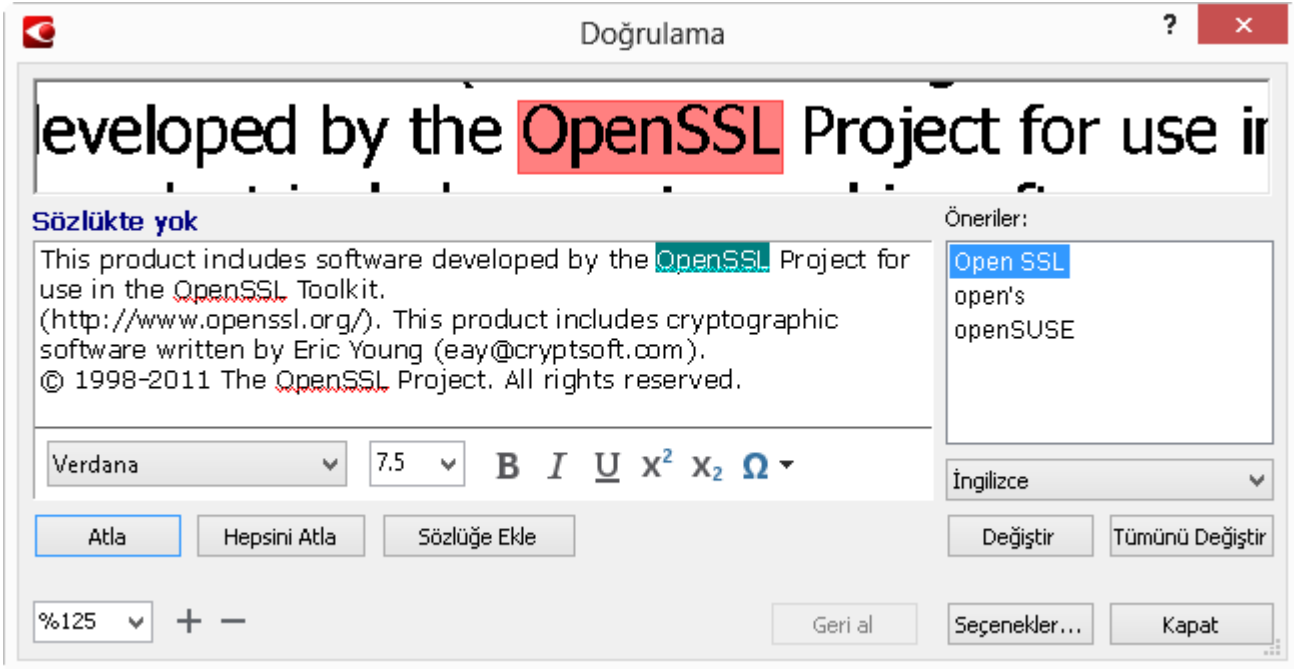 Doğrulama
?
eveloped by the OpenSSL Project for use in
Sözlükte yok
Öneriler:
This product includes software developed by the OpenSSL Project for
use in the OpenSSL Toolkit.
(http://www.openssl.org/). This product includes cryptographic
software written by Eric Young (eay@cryptsoft.com).
© 1998-2011 The OpenSSL Project. All rights reserved.
Open SSL
open's
openSUSE
Verdana
7.5
B I U X² X₂ Ω
İngilizce
Atla
Hepsini Atla
Sözlüğe Ekle
Değiştir
Tümünü Değiştir
%125
Geri al
Seçenekler...
Kapat